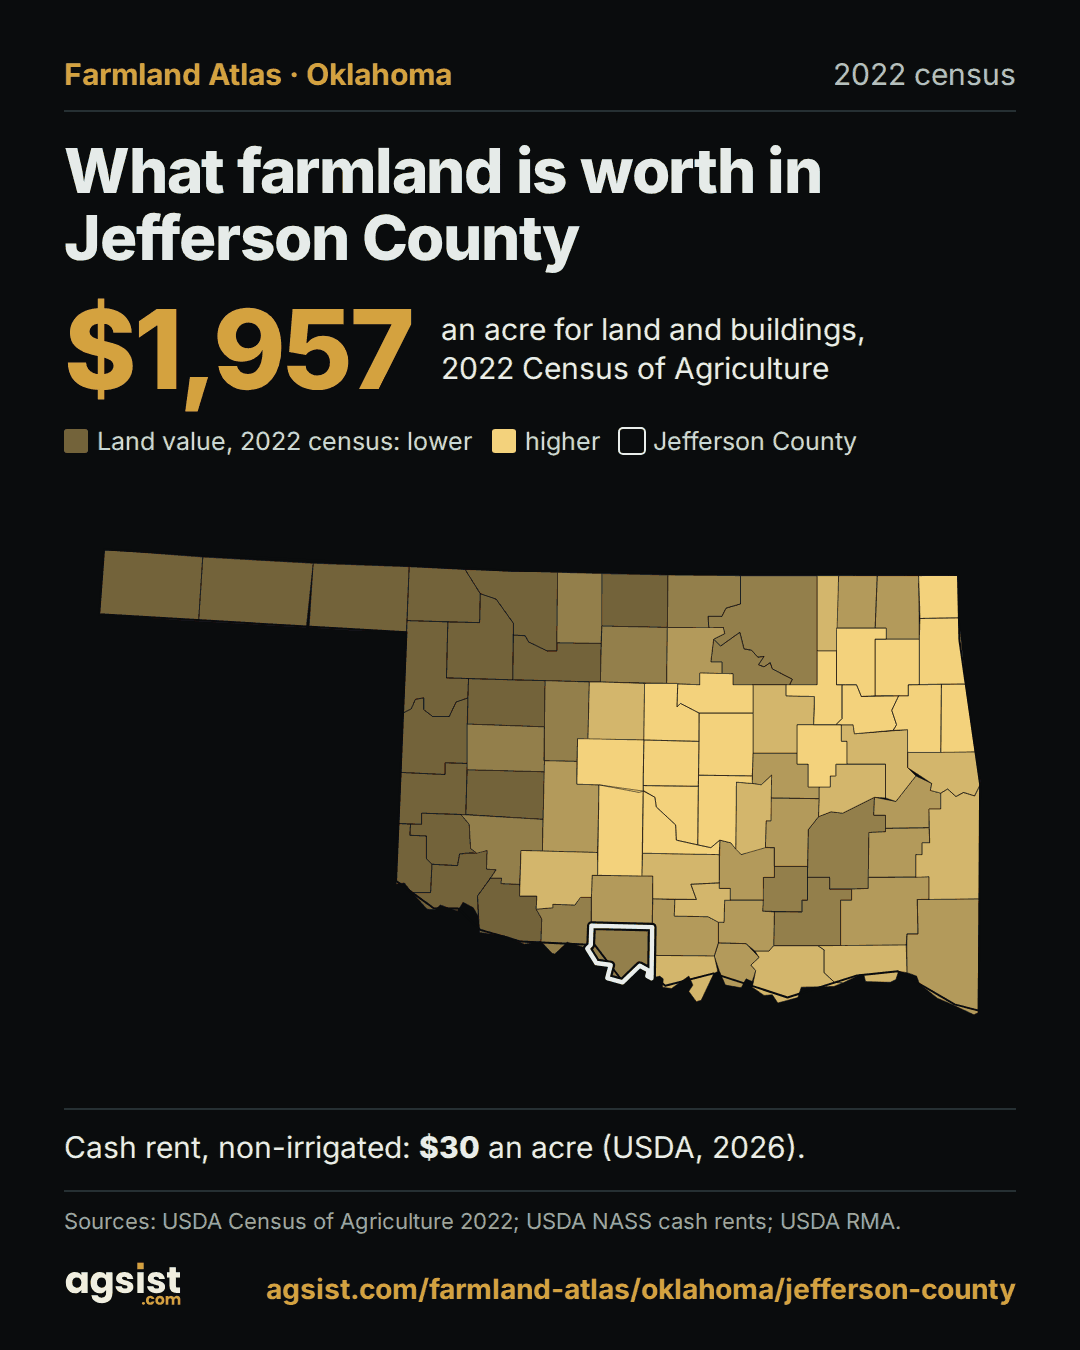 Farmland Atlas · Oklahoma
2022 census
What farmland is worth in
Jefferson County
$1,957
an acre for land and buildings,
2022 Census of Agriculture
Land value, 2022 census: lower
higher
Jefferson County
Cash rent, non-irrigated: $30 an acre (USDA, 2026).
Sources: USDA Census of Agriculture 2022; USDA NASS cash rents; USDA RMA.
agsist
.com
agsist.com/farmland-atlas/oklahoma/jefferson-county